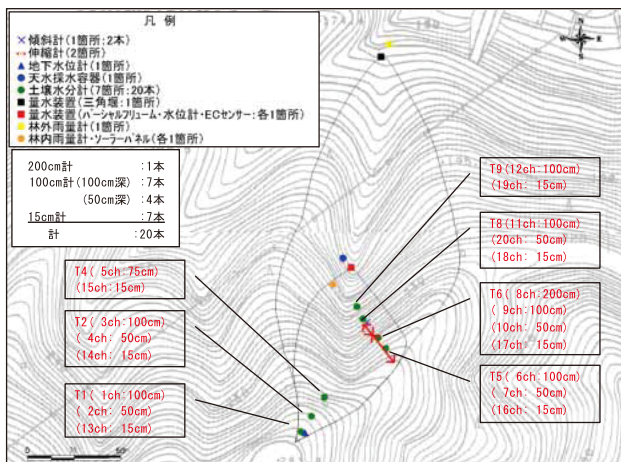 凡 例
傾斜計(1箇所:2本)
伸縮計(2箇所)
地下水位計(1箇所)
天水採水容器(1箇所)
土壌水分計(7箇所:20本)
量水装置(三角堰)(1箇所)
量水装置(パーシャルフリューム・水位計・ECセンサー:各1箇所)
林外雨量計(1箇所)
林内雨量計・ソーラーパネル(各1箇所)
200cm計 :1本
100cm計(100cm深) :7本
(50cm深) :4本
15cm計 :7本
計 :20本
N
W E
S
T9(12ch:100cm)
(19ch: 15cm)
T8(11ch:100cm)
(20ch: 50cm)
(18ch: 15cm)
T6( 8ch:200cm)
( 9ch:100cm)
(10ch: 50cm)
(17ch: 15cm)
T5( 6ch:100cm)
( 7ch: 50cm)
(16ch: 15cm)
T4( 5ch:75cm)
(15ch:15cm)
T2( 3ch:100cm)
( 4ch: 50cm)
(14ch: 15cm)
T1( 1ch:100cm)
( 2ch: 50cm)
(13ch: 15cm)